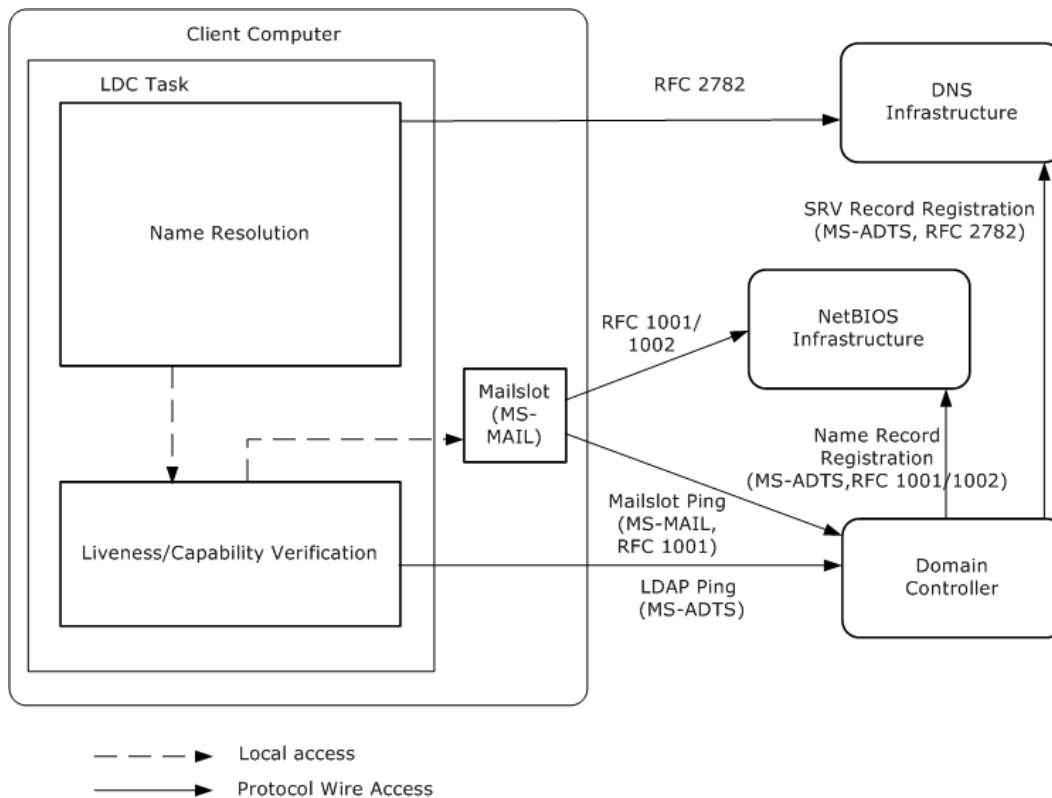 Client Computer
LDC Task
Name Resolution
RFC 2782
DNS
Infrastructure
SRV Record Registration
(MS-ADTS, RFC 2782)
RFC 1001/
1002
NetBIOS
Infrastructure
Mailslot
(MS-
MAIL)
Name Record
Registration
(MS-ADTS,RFC 1001/1002)
Mailslot Ping
(MS-MAIL,
RFC 1001)
Liveness/Capability Verification
LDAP Ping
(MS-ADTS)
Domain
Controller
Local access
Protocol Wire Access